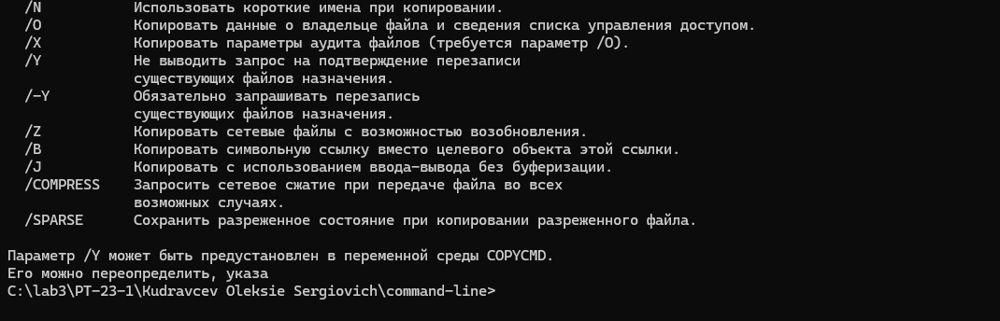 /N Использовать короткие имена при копировании.
/O Копировать данные о владельце файла и сведения списка управления доступом.
/X Копировать параметры аудита файлов (требуется параметр /O).
/Y Не выводить запрос на подтверждение перезаписи
существующих файлов назначения.
/-Y Обязательно запрашивать перезапись
существующих файлов назначения.
/Z Копировать сетевые файлы с возможностью возобновления.
/B Копировать символьную ссылку вместо целевого объекта этой ссылки.
/J Копировать с использованием ввода-вывода без буферизации.
/COMPRESS Запросить сетевое сжатие при передаче файла во всех
возможных случаях.
/SPARSE Сохранить разреженное состояние при копировании разреженного файла.
Параметр /Y может быть предустановлен в переменной среды COPYCMD.
Его можно переопределить, указа
C:\lab3\PT-23-1\Kudravcev Oleksie Sergiovich\command-line>